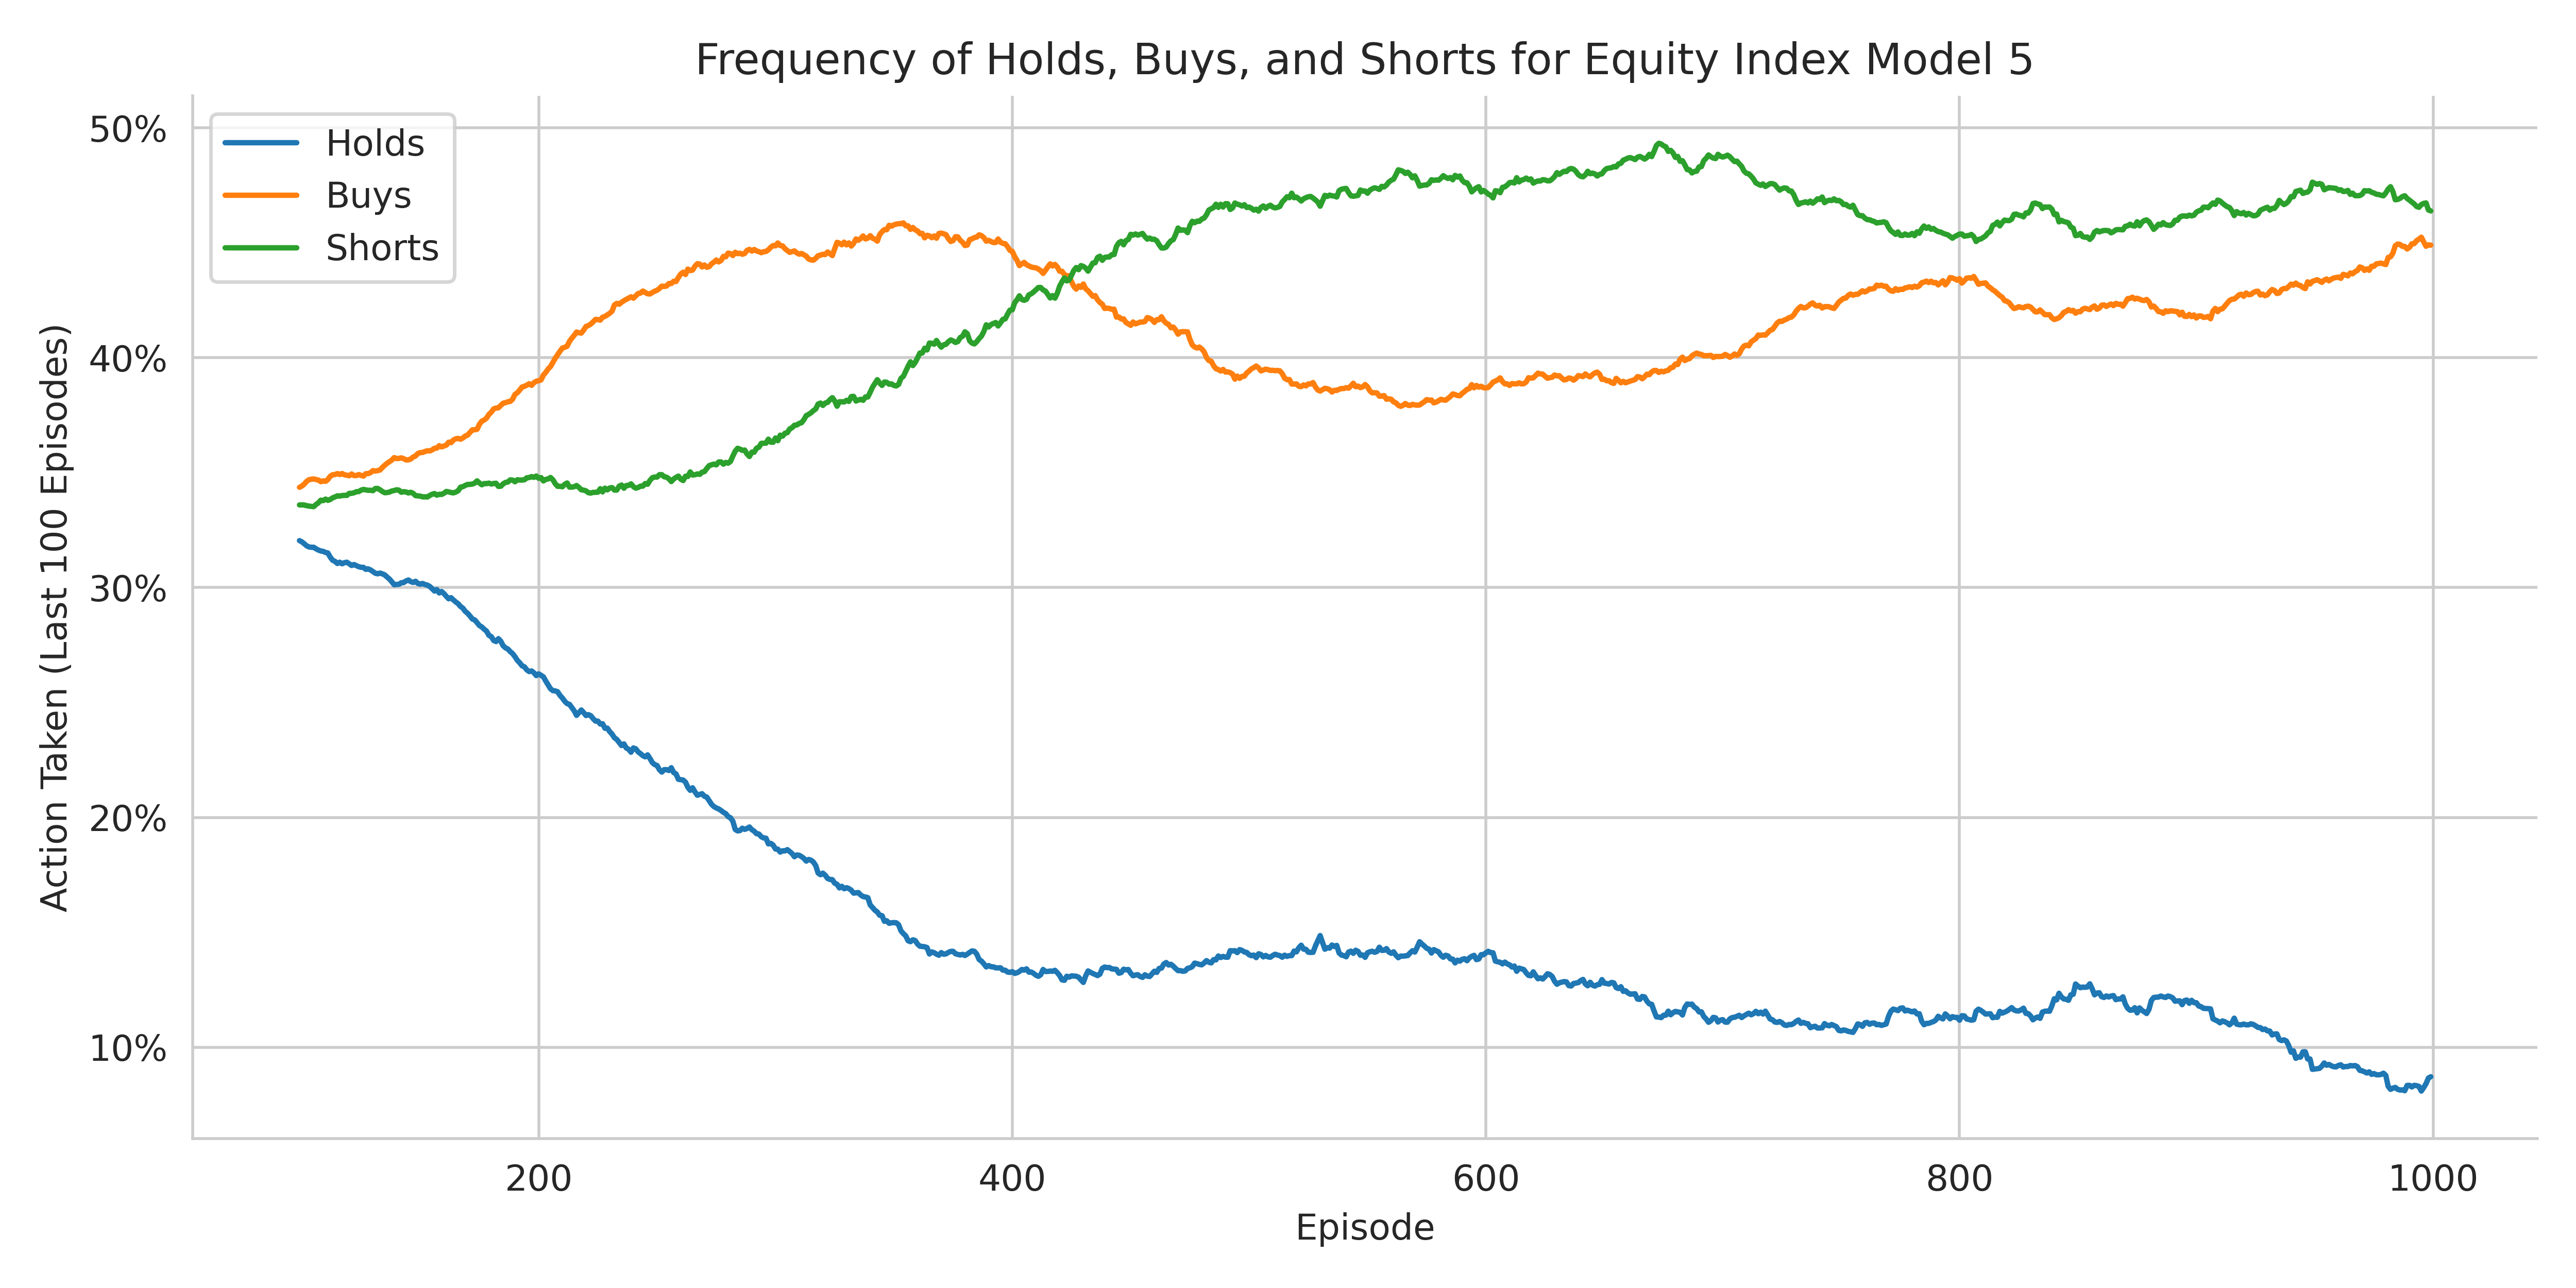 Frequency of Holds, Buys, and Shorts for Equity Index Model 5
Holds
Buys
Shorts
Action Taken (Last 100 Episodes)
50%
40%
30%
20%
10%
200
400
600
800
1000
Episode